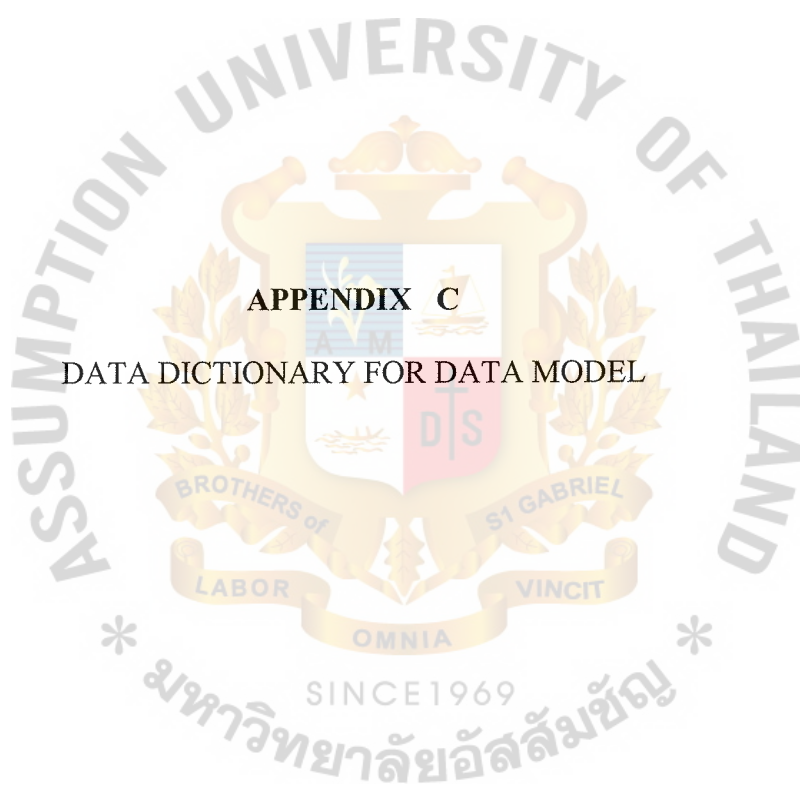 ASSUMPTION UNIVERSITY OF THAILAND
APPENDIX C
A M
DATA DICTIONARY FOR DATA MODEL
D S
BROTHERS of ST GABRIEL
LABOR
VINCIT
OMNIA
* SINCE1969 *
มหาวิทยาลัยอัสสัมชัญ